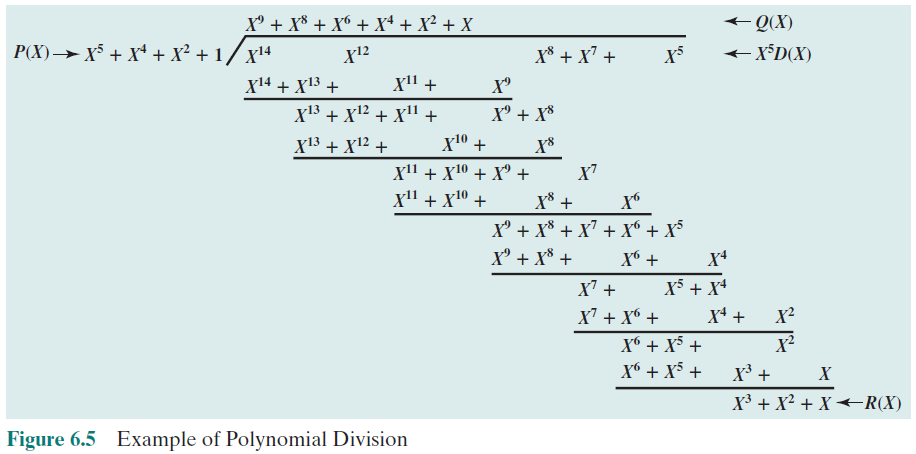 X⁹ + X⁸ + X⁶ + X⁴ + X² + X ← Q(X)
P(X) → X⁵ + X⁴ + X² + 1 / X¹⁴ X¹² X⁸ + X⁷ + X⁵ ← X⁵D(X)
X¹⁴ + X¹³ + X¹¹ + X⁹
X¹³ + X¹² + X¹¹ + X⁹ + X⁸
X¹³ + X¹² + X¹⁰ + X⁸
X¹¹ + X¹⁰ + X⁹ + X⁷
X¹¹ + X¹⁰ + X⁸ + X⁶
X⁹ + X⁸ + X⁷ + X⁶ + X⁵
X⁹ + X⁸ + X⁶ + X⁴
X⁷ + X⁵ + X⁴
X⁷ + X⁶ + X⁴ + X²
X⁶ + X⁵ + X²
X⁶ + X⁵ + X³ + X
X³ + X² + X ← R(X)
Figure 6.5 Example of Polynomial Division